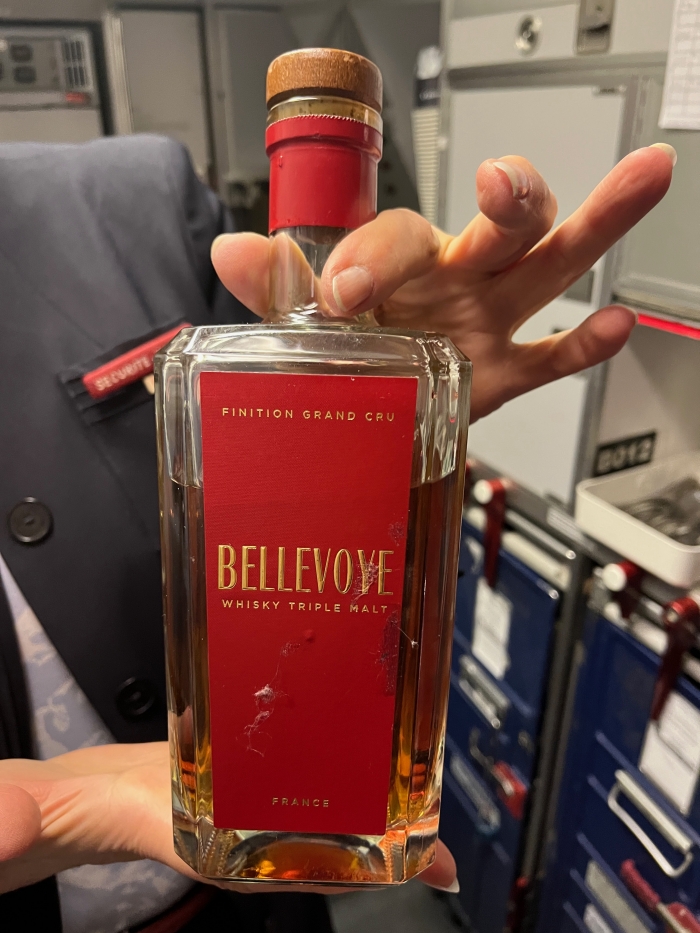 FINITION GRAND CRU
BELLEVOYE
WHISKY TRIPLE MALT
FRANCE
SECURITE